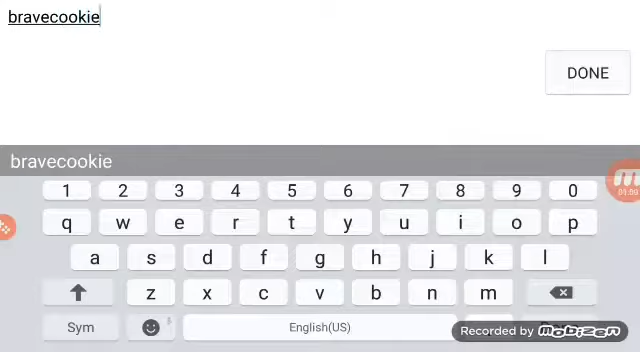 bravecookie
DONE
bravecookie
1 2 3 4 5 6 7 8 9 0
q w e r t y u i o p
a s d f g h j k l
z x c v b n m
Sym English(US)
Recorded by mobizen